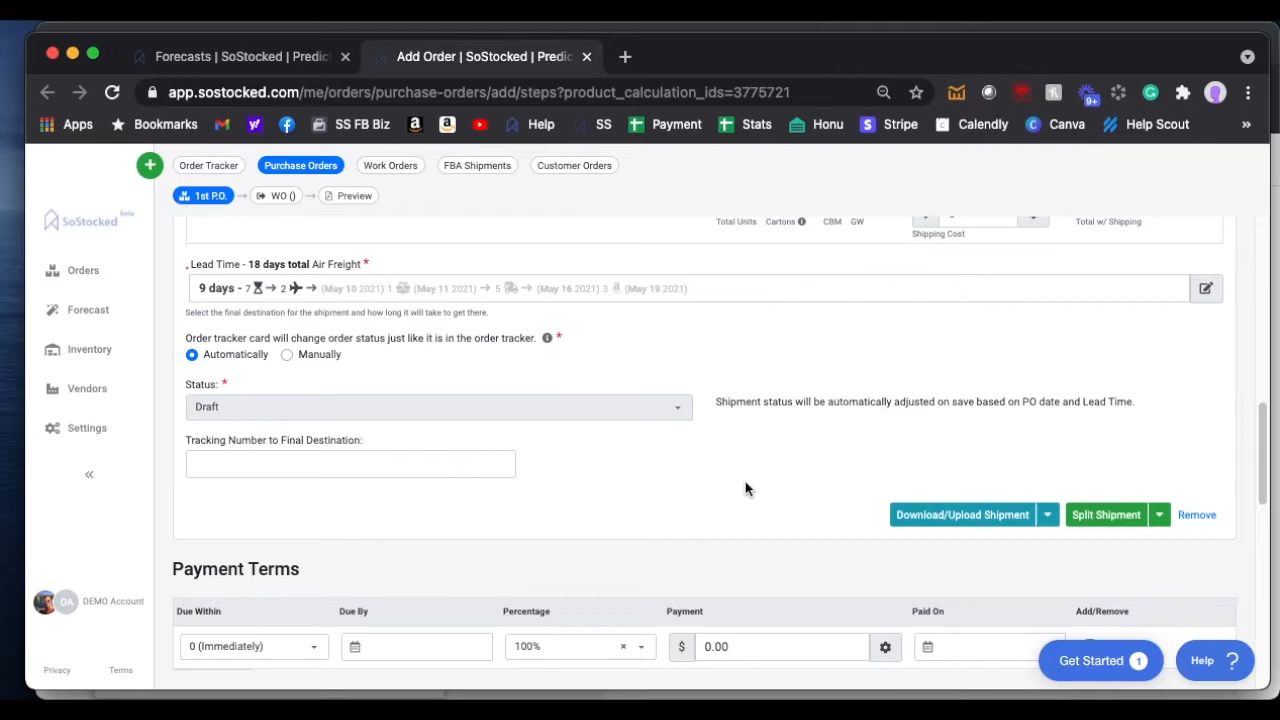 Forecasts | SoStocked | Predic
Add Order | SoStocked | Predic
app.sostocked.com/me/orders/purchase-orders/add/steps?product_calculation_ids=3775721
9+
Apps Bookmarks SS FB Biz Help SS Payment Stats Honu Stripe Calendly Canva Help Scout »
Order Tracker Purchase Orders Work Orders FBA Shipments Customer Orders
1st P.O. → WO () → Preview
SoStocked Beta
Orders
Forecast
Inventory
Vendors
Settings
«
DA DEMO Account
Privacy Terms
Total Units Cartons CBM GW Total w/ Shipping
Shipping Cost
Lead Time - 18 days total Air Freight *
9 days - 7 → 2 → (May 10 2021) 1 (May 11 2021) → 5 → (May 16 2021) 3 (May 19 2021)
Select the final destination for the shipment and how long it will take to get there.
Order tracker card will change order status just like it is in the order tracker. *
Automatically Manually
Status: *
Draft
Shipment status will be automatically adjusted on save based on PO date and Lead Time.
Tracking Number to Final Destination:
Download/Upload Shipment Split Shipment Remove
Payment Terms
Due Within Due By Percentage Payment Paid On Add/Remove
0 (Immediately) 100% × $ 0.00
Get Started 1
Help ?